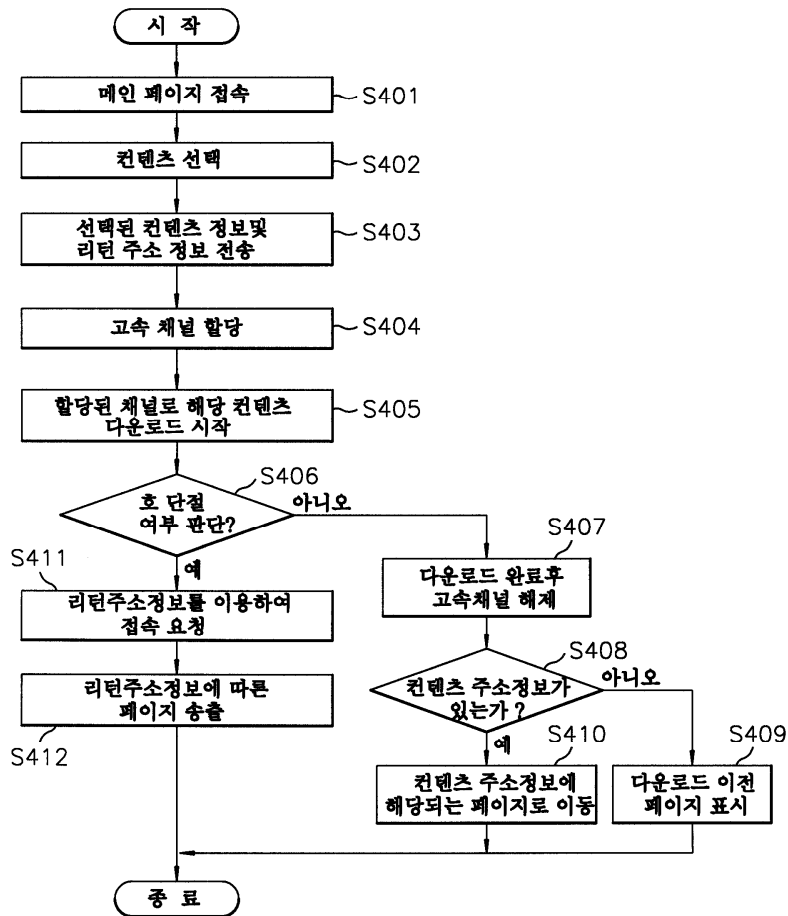 시 작
메인 페이지 접속
S401
컨텐츠 선택
S402
선택된 컨텐츠 정보및
리턴 주소 정보 전송
S403
고속 채널 할당
S404
할당된 채널로 해당 컨텐츠
다운로드 시작
S405
S406
호 단절
여부 판단?
아니오
예
S407
다운로드 완료후
고속채널 해제
S411
리턴주소정보를 이용하여
접속 요청
S408
컨텐츠 주소정보가
있는가 ?
아니오
예
리턴주소정보에 따른
페이지 송출
S412
S410
컨텐츠 주소정보에
해당되는 페이지로 이동
S409
다운로드 이전
페이지 표시
종 료